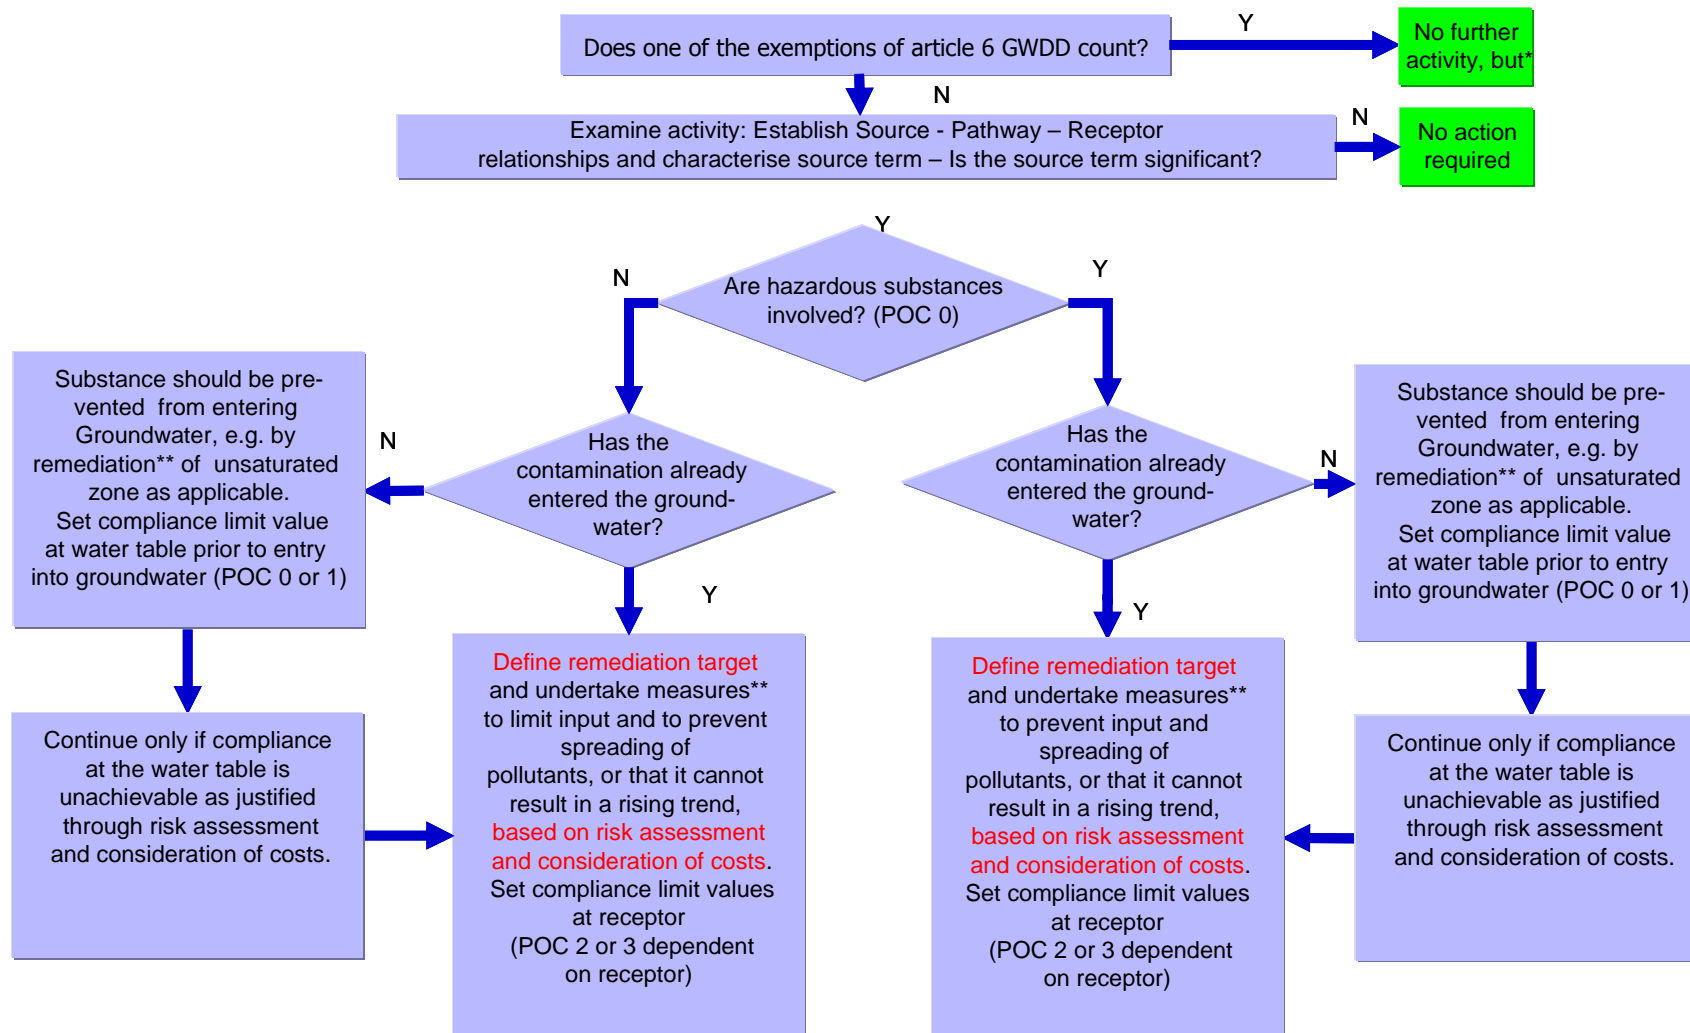 Does one of the exemptions of article 6 GWDD count?
Y
No further
activity, but*
N
Examine activity: Establish Source - Pathway – Receptor
relationships and characterise source term – Is the source term significant?
N
No action
required
Y
Are hazardous substances
involved? (POC 0)
N
Y
Substance should be pre-
vented from entering
Groundwater, e.g. by
remediation** of unsaturated
zone as applicable.
Set compliance limit value
at water table prior to entry
into groundwater (POC 0 or 1)
N
Has the
contamination already
entered the ground-
water?
Y
Has the
contamination already
entered the ground-
water?
N
Y
Substance should be pre-
vented from entering
Groundwater, e.g. by
remediation** of unsaturated
zone as applicable.
Set compliance limit value
at water table prior to entry
into groundwater (POC 0 or 1)
Continue only if compliance
at the water table is
unachievable as justified
through risk assessment
and consideration of costs.
Define remediation target
and undertake measures**
to limit input and to prevent
spreading of
pollutants, or that it cannot
result in a rising trend,
based on risk assessment
and consideration of costs.
Set compliance limit values
at receptor
(POC 2 or 3 dependent
on receptor)
Define remediation target
and undertake measures**
to prevent input and
spreading of
pollutants, or that it cannot
result in a rising trend,
based on risk assessment
and consideration of costs.
Set compliance limit values
at receptor
(POC 2 or 3 dependent
on receptor)
Continue only if compliance
at the water table is
unachievable as justified
through risk assessment
and consideration of costs.